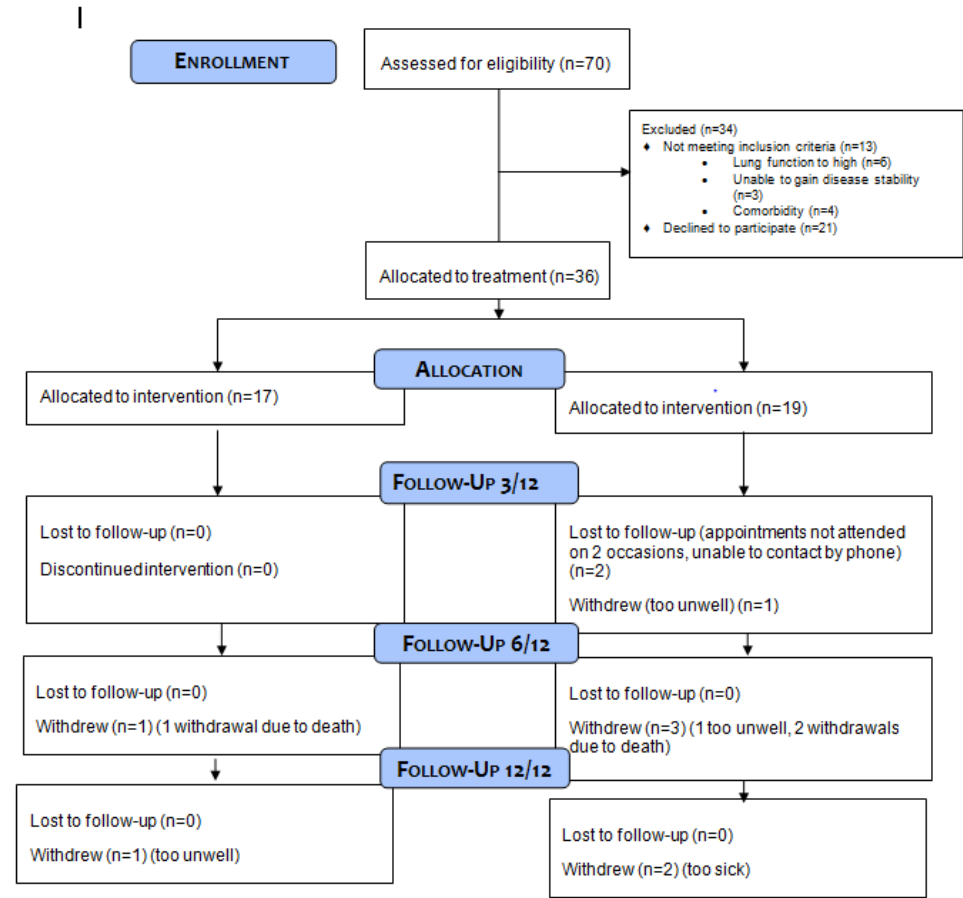 ENROLLMENT
Assessed for eligibility (n=70)
Excluded (n=34)
♦ Not meeting inclusion criteria (n=13)
• Lung function to high (n=6)
• Unable to gain disease stability
(n=3)
• Comorbidity (n=4)
♦ Declined to participate (n=21)
Allocated to treatment (n=36)
ALLOCATION
Allocated to intervention (n=17)
Allocated to intervention (n=19)
FOLLOW-UP 3/12
Lost to follow-up (n=0)
Discontinued intervention (n=0)
Lost to follow-up (appointments not attended
on 2 occasions, unable to contact by phone)
(n=2)
Withdrew (too unwell) (n=1)
FOLLOW-UP 6/12
Lost to follow-up (n=0)
Withdrew (n=1) (1 withdrawal due to death)
Lost to follow-up (n=0)
Withdrew (n=3) (1 too unwell, 2 withdrawals
due to death)
FOLLOW-UP 12/12
Lost to follow-up (n=0)
Withdrew (n=1) (too unwell)
Lost to follow-up (n=0)
Withdrew (n=2) (too sick)